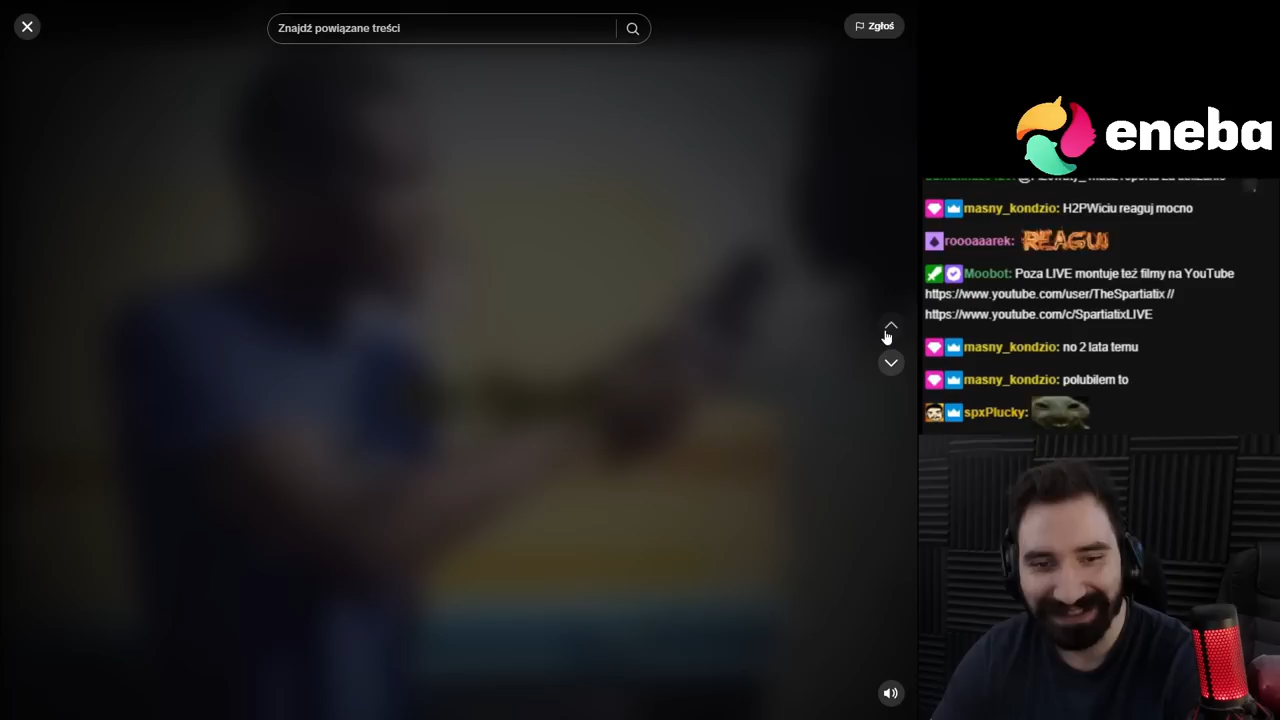 Znajdź powiązane treści
Zgłoś
eneba
masny_kondzio: H2PWiciu reaguj mocno
roooaaarek: REAGUJ
Moobot: Poza LIVE montuje też filmy na YouTube
https://www.youtube.com/user/TheSpartiatix //
https://www.youtube.com/c/SpartiatixLIVE
masny_kondzio: no 2 lata temu
masny_kondzio: polubilem to
spxPlucky: